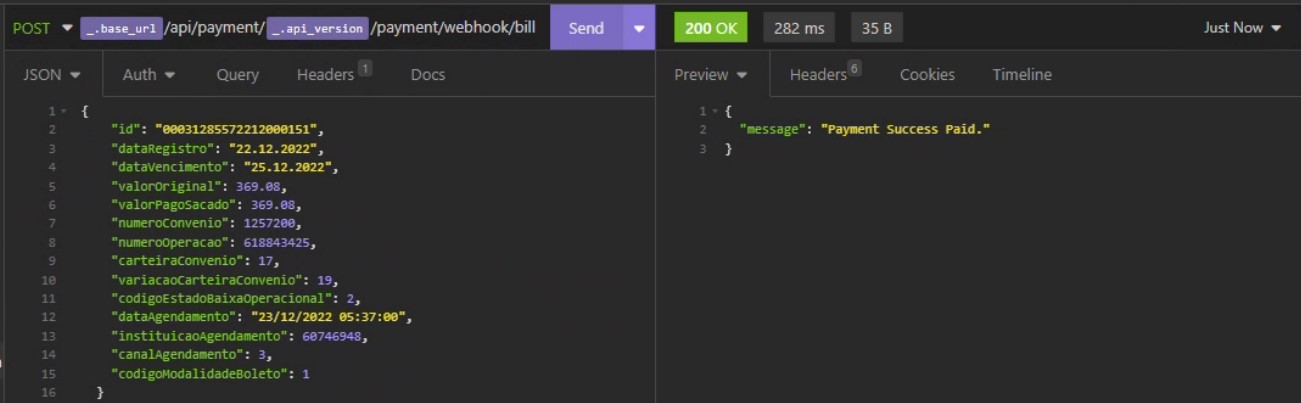 POST _.base_url /api/payment/ _.api_version /payment/webhook/bill Send 200 OK 282 ms 35 B Just Now
JSON Auth Query Headers 1 Docs Preview Headers 6 Cookies Timeline
1 {
2 "id": "00031285572212000151",
3 "dataRegistro": "22.12.2022",
4 "dataVencimento": "25.12.2022",
5 "valorOriginal": 369.08,
6 "valorPagoSacado": 369.08,
7 "numeroConvenio": 1257200,
8 "numeroOperacao": 618843425,
9 "carteiraConvenio": 17,
10 "variacaoCarteiraConvenio": 19,
11 "codigoEstadoBaixaOperacional": 2,
12 "dataAgendamento": "23/12/2022 05:37:00",
13 "instituicaoAgendamento": 60746948,
14 "canalAgendamento": 3,
15 "codigoModalidadeBoleto": 1
16 }
1 {
2 "message": "Payment Success Paid."
3 }